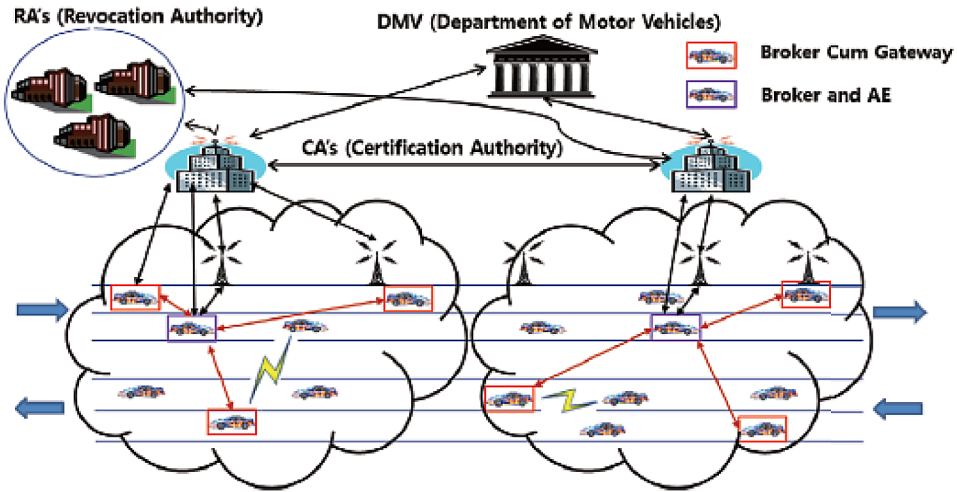 RA's (Revocation Authority)
DMV (Department of Motor Vehicles)
Broker Cum Gateway
Broker and AE
CA's (Certification Authority)